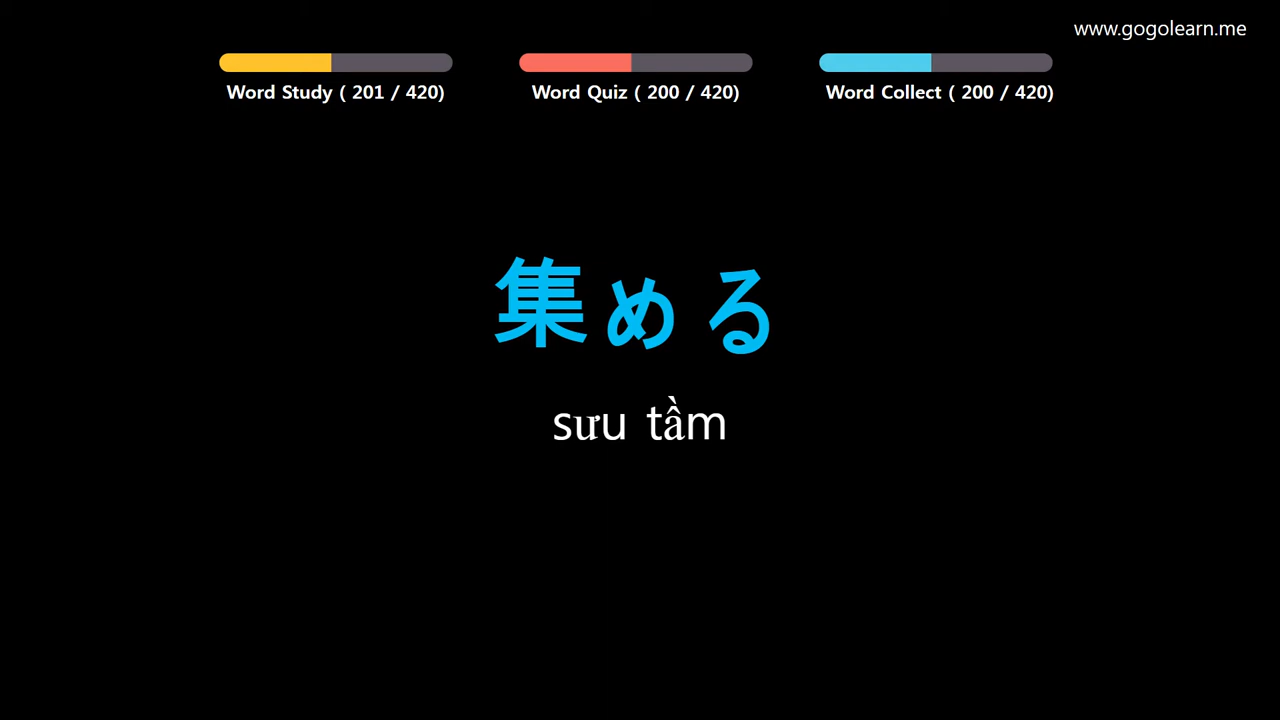 www.gogolearn.me
Word Study ( 201 / 420)
Word Quiz ( 200 / 420)
Word Collect ( 200 / 420)
集める
sưu tầm